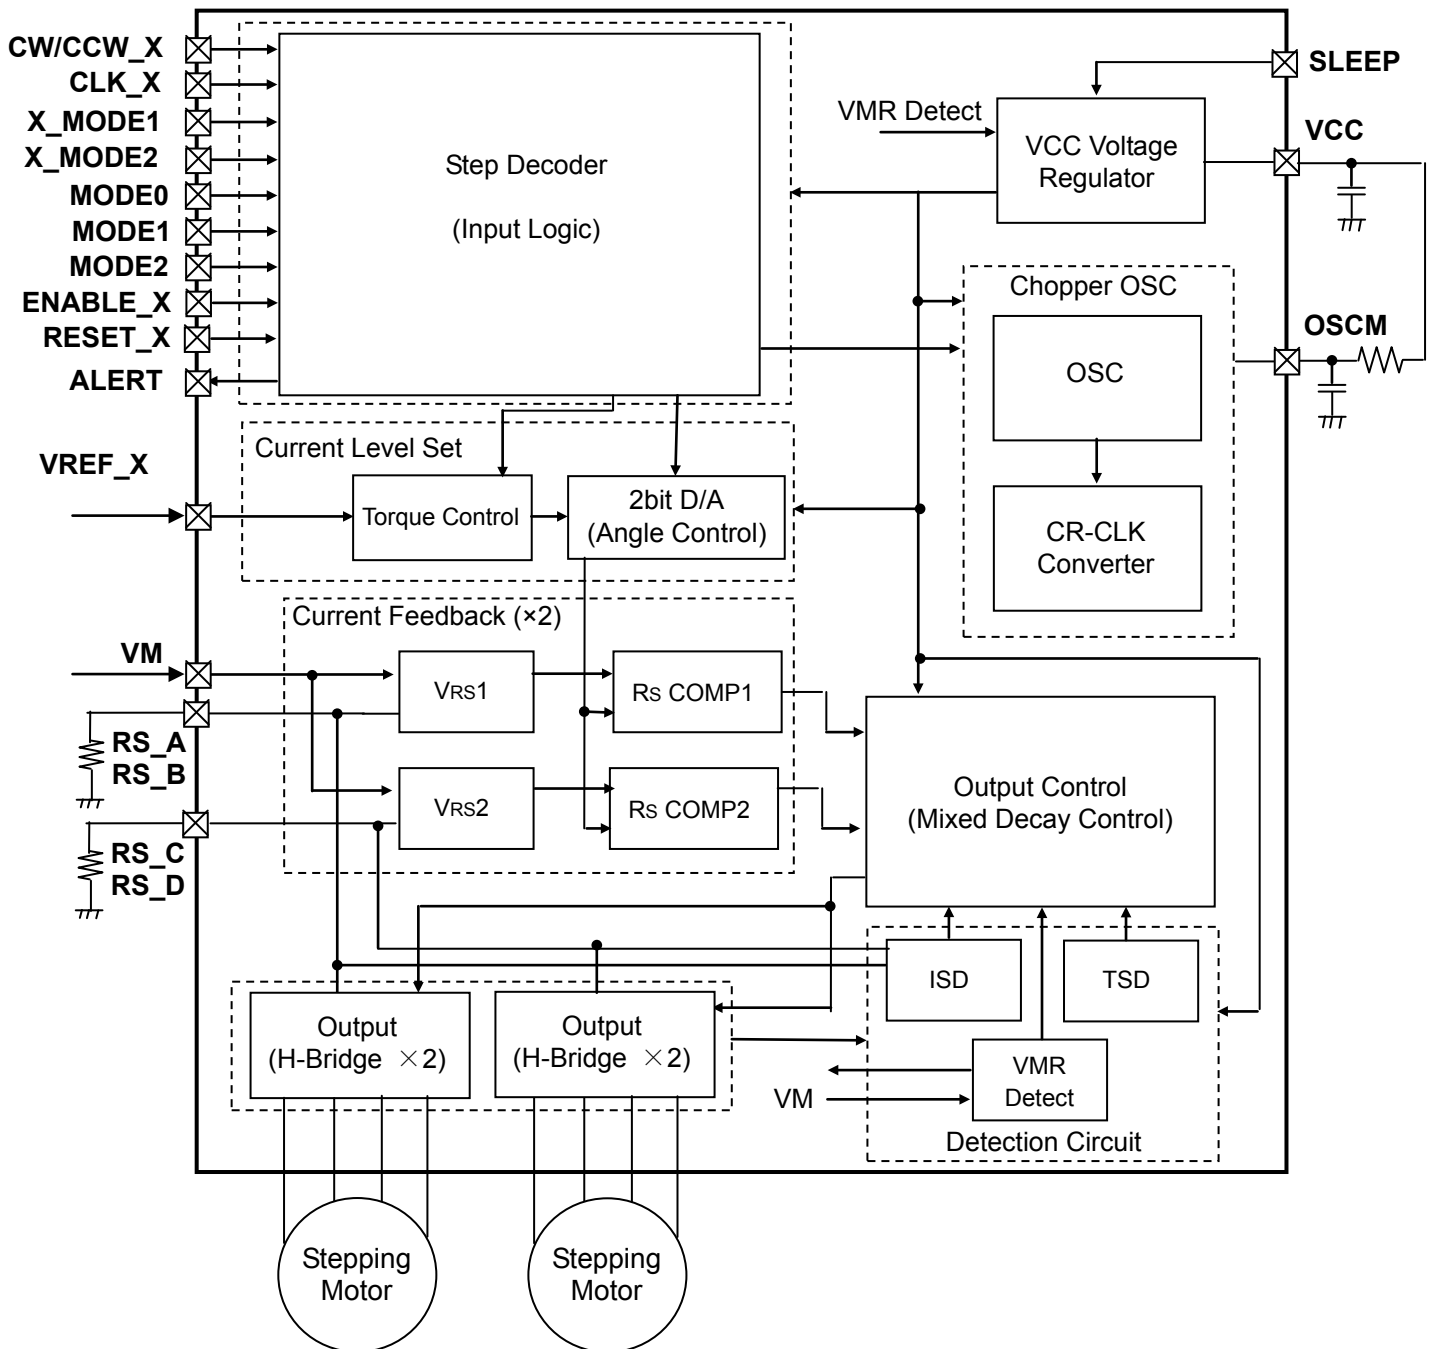 CW/CCW_X
CLK_X
X_MODE1
X_MODE2
MODE0
MODE1
MODE2
ENABLE_X
RESET_X
ALERT
Step Decoder
(Input Logic)
VMR Detect
VCC Voltage
Regulator
SLEEP
VCC
Chopper OSC
OSC
CR-CLK
Converter
OSCM
VREF_X
Current Level Set
Torque Control
2bit D/A
(Angle Control)
Current Feedback (×2)
VM
VRS1
RS COMP1
RS_A
RS_B
VRS2
RS COMP2
RS_C
RS_D
Output Control
(Mixed Decay Control)
ISD
TSD
VMR
Detect
VM
Detection Circuit
Output
(H-Bridge ×2)
Output
(H-Bridge ×2)
Stepping
Motor
Stepping
Motor